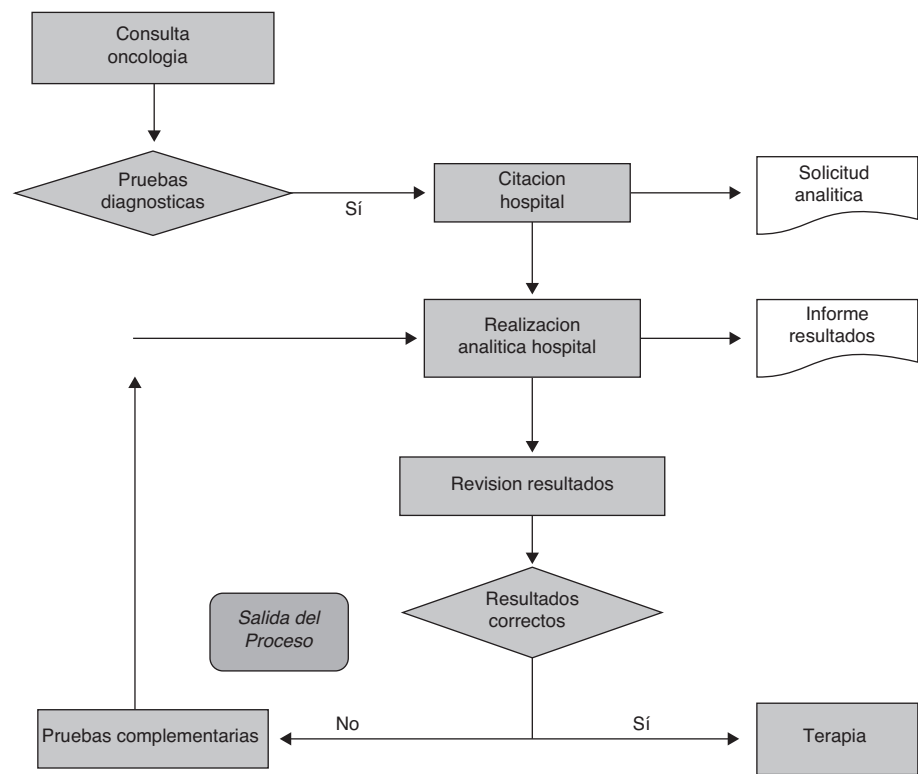 Consulta
oncologia
Pruebas
diagnosticas
Sí
Citacion
hospital
Solicitud
analitica
Realizacion
analitica hospital
Informe
resultados
Revision resultados
Resultados
correctos
Salida del
Proceso
No
Sí
Pruebas complementarias
Terapia